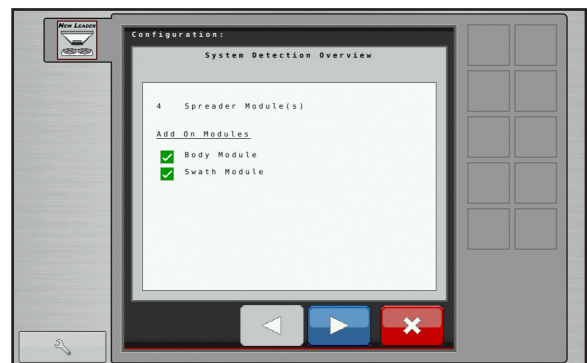 New Leader
Configuration:
System Detection Overview
4 Spreader Module(s)
Add On Modules
Body Module
Swath Module